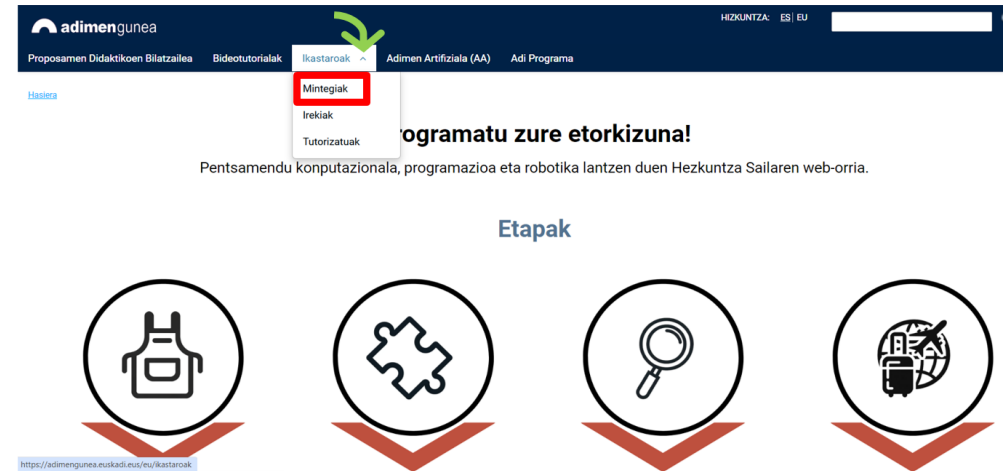 adimengunea
HIZKUNTZA: ES| EU
Proposamen Didaktikoen Bilatzailea Bideotutorialak Ikastaroak Adimen Artifiziala (AA) Adi Programa
Hasiera
Mintegiak
Irekiak
Tutorizatuak
rogramatu zure etorkizuna!
Pentsamendu konputazionala, programazioa eta robotika lantzen duen Hezkuntza Sailaren web-orria.
Etapak
https://adimengunea.euskadi.eus/eu/ikastaroak